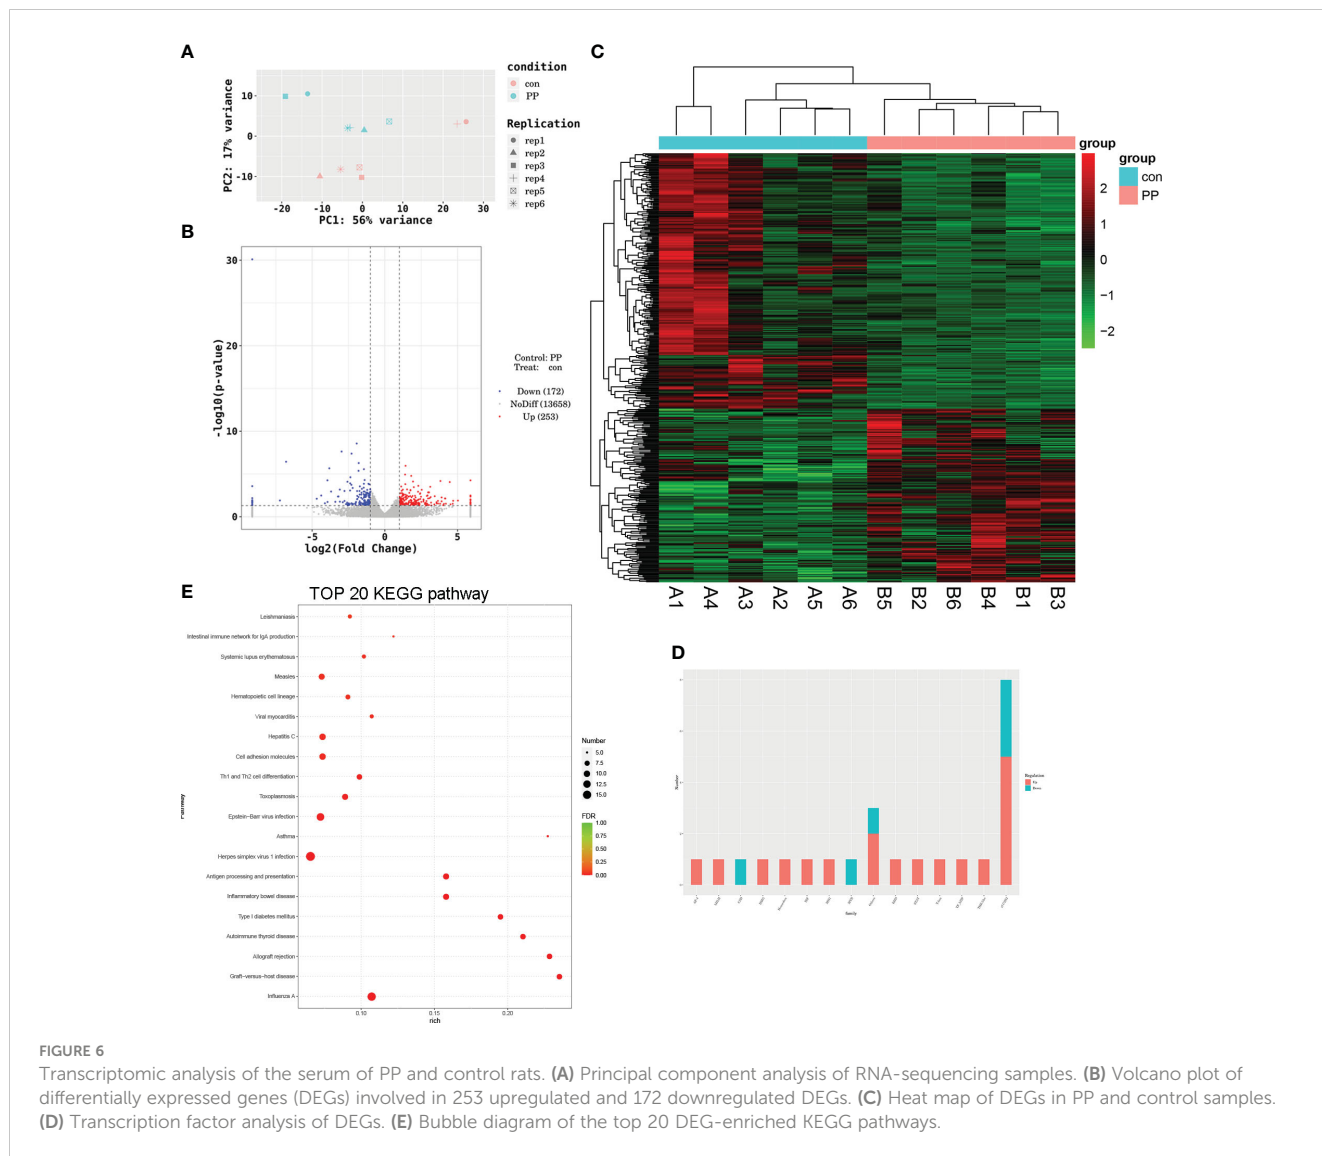 A
PC2: 17% variance
10
0
-10
-20
-10
0
10
20
30
PC1: 56% variance
condition
con
PP
Replication
rep1
rep2
rep3
rep4
rep5
rep6
B
-log10(p-value)
30
20
10
0
-5
0
5
log2(Fold Change)
Control: PP
Treat: con
Down (172)
NoDiff (13658)
Up (253)
C
group
2
1
0
−1
−2
group
con
PP
A1
A4
A3
A2
A5
A6
B5
B2
B6
B4
B1
B3
D
Number
Regulation
Up
Down
family
E
TOP 20 KEGG pathway
Pathway
Leishmaniasis
Intestinal immune network for IgA production
Systemic lupus erythematosus
Measles
Hematopoietic cell lineage
Viral myocarditis
Hepatitis C
Cell adhesion molecules
Th1 and Th2 cell differentiation
Toxoplasmosis
Epstein−Barr virus infection
Asthma
Herpes simplex virus 1 infection
Antigen processing and presentation
Inflammatory bowel disease
Type I diabetes mellitus
Autoimmune thyroid disease
Allograft rejection
Graft−versus−host disease
Influenza A
0.10
0.15
0.20
rich
Number
5.0
7.5
10.0
12.5
15.0
FDR
1.00
0.75
0.50
0.25
0.00
FIGURE 6
Transcriptomic analysis of the serum of PP and control rats. (A) Principal component analysis of RNA-sequencing samples. (B) Volcano plot of
differentially expressed genes (DEGs) involved in 253 upregulated and 172 downregulated DEGs. (C) Heat map of DEGs in PP and control samples.
(D) Transcription factor analysis of DEGs. (E) Bubble diagram of the top 20 DEG-enriched KEGG pathways.